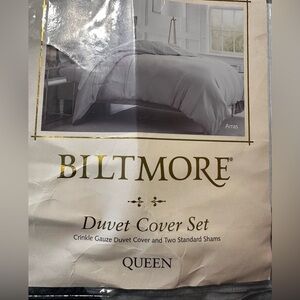 Arras
BILTMORE®
Duvet Cover Set
Crinkle Gauze Duvet Cover and Two Standard Shams
QUEEN